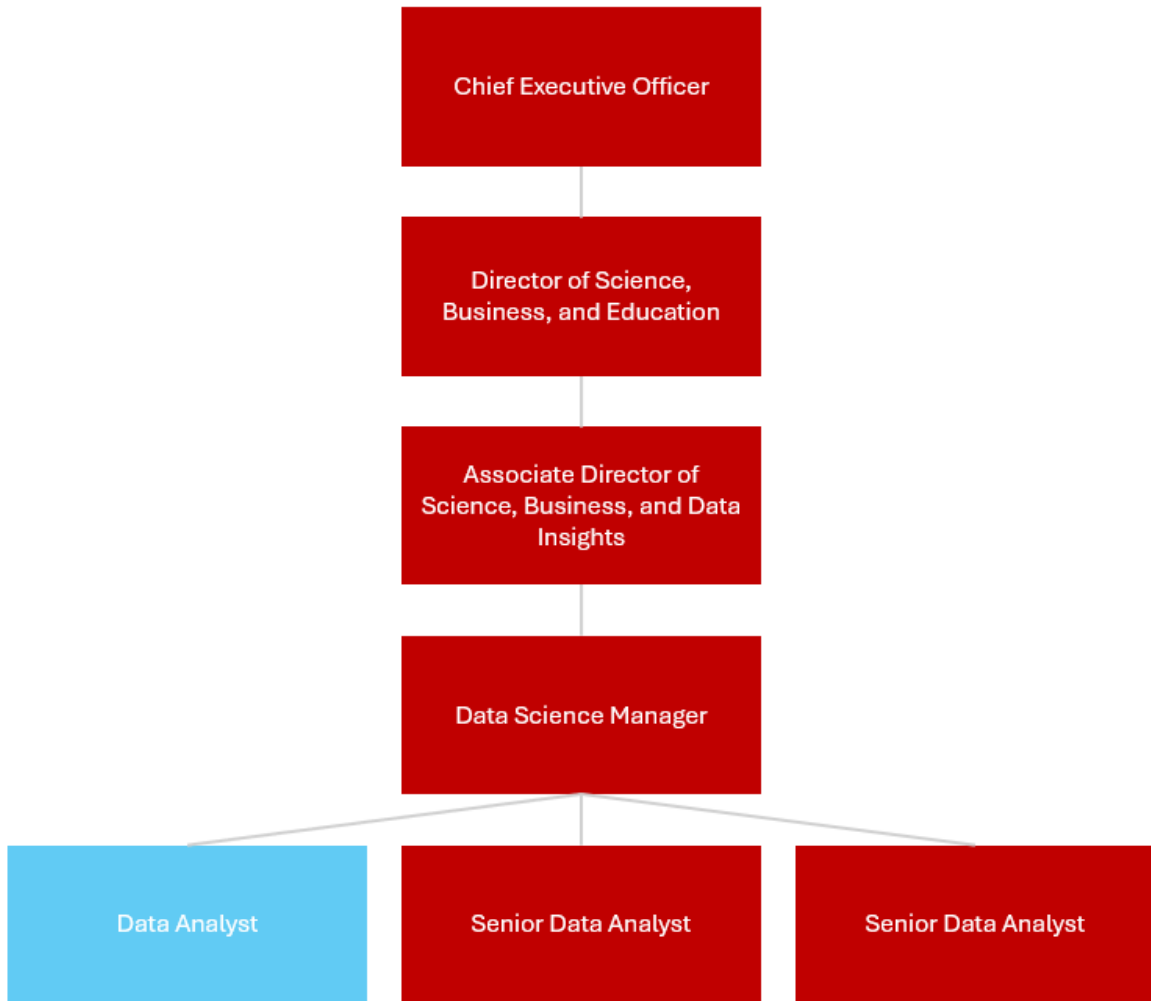 Chief Executive Officer
Director of Science,
Business, and Education
Associate Director of
Science, Business, and Data
Insights
Data Science Manager
Data Analyst
Senior Data Analyst
Senior Data Analyst